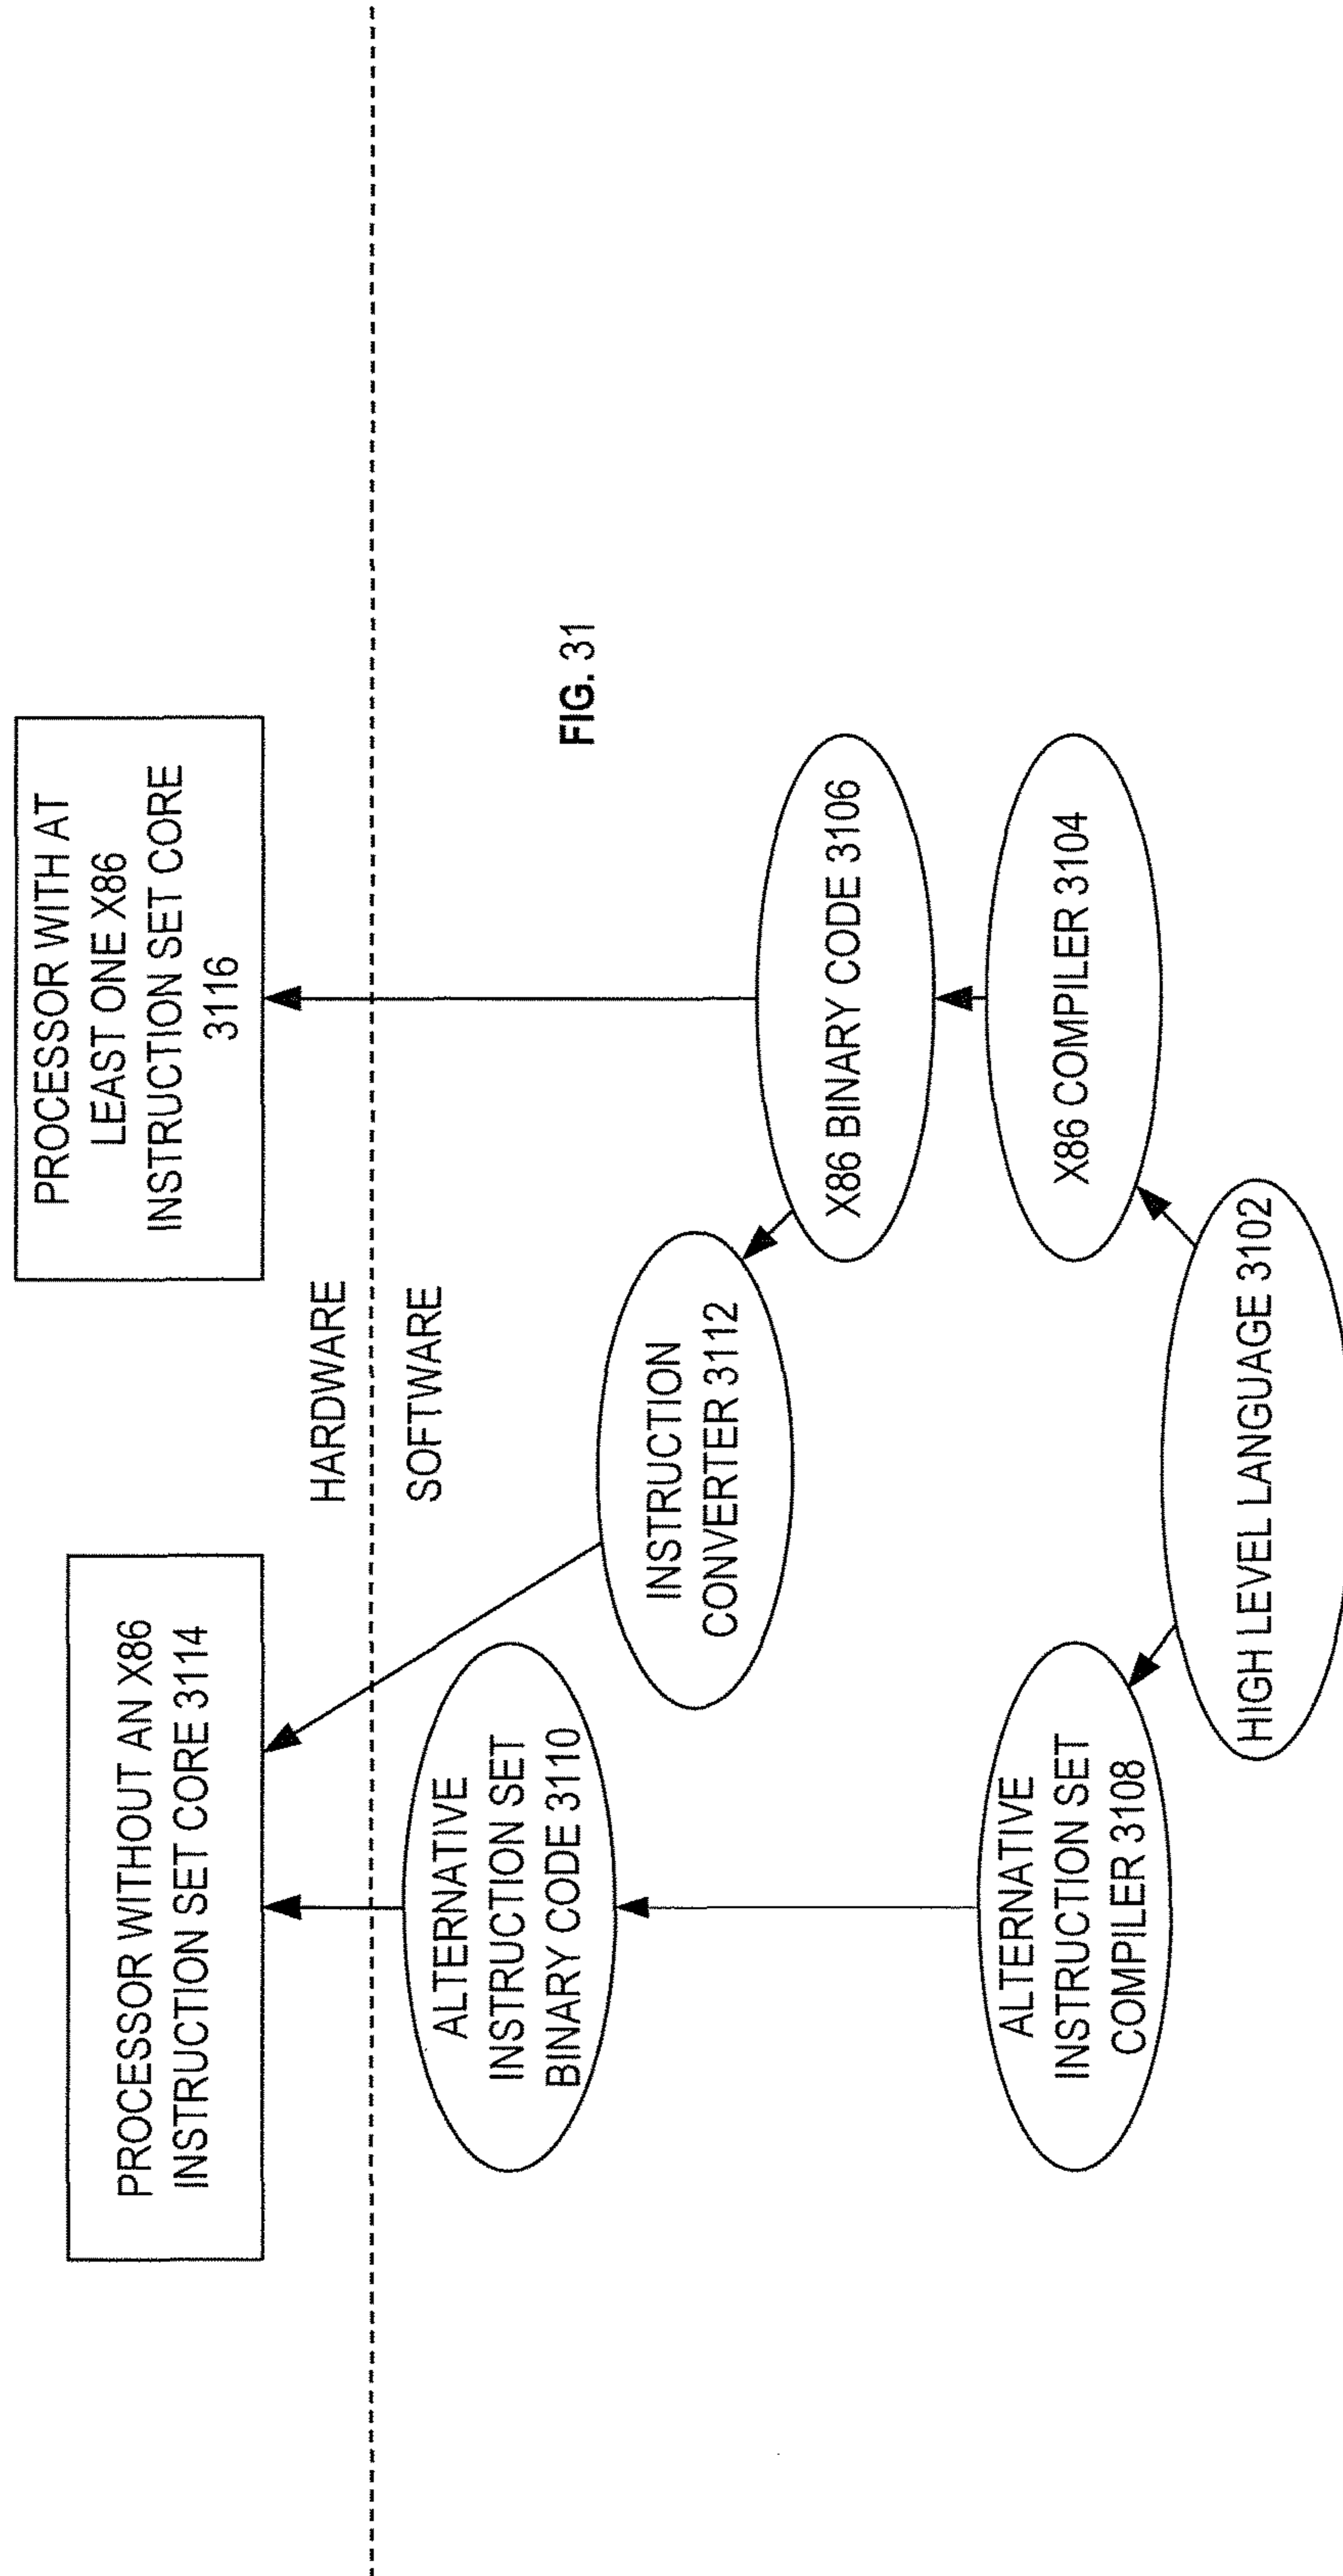 PROCESSOR WITHOUT AN X86
INSTRUCTION SET CORE 3114
PROCESSOR WITH AT
LEAST ONE X86
INSTRUCTION SET CORE
3116
HARDWARE
SOFTWARE
ALTERNATIVE
INSTRUCTION SET
BINARY CODE 3110
INSTRUCTION
CONVERTER 3112
FIG. 31
X86 BINARY CODE 3106
ALTERNATIVE
INSTRUCTION SET
COMPILER 3108
X86 COMPILER 3104
HIGH LEVEL LANGUAGE 3102